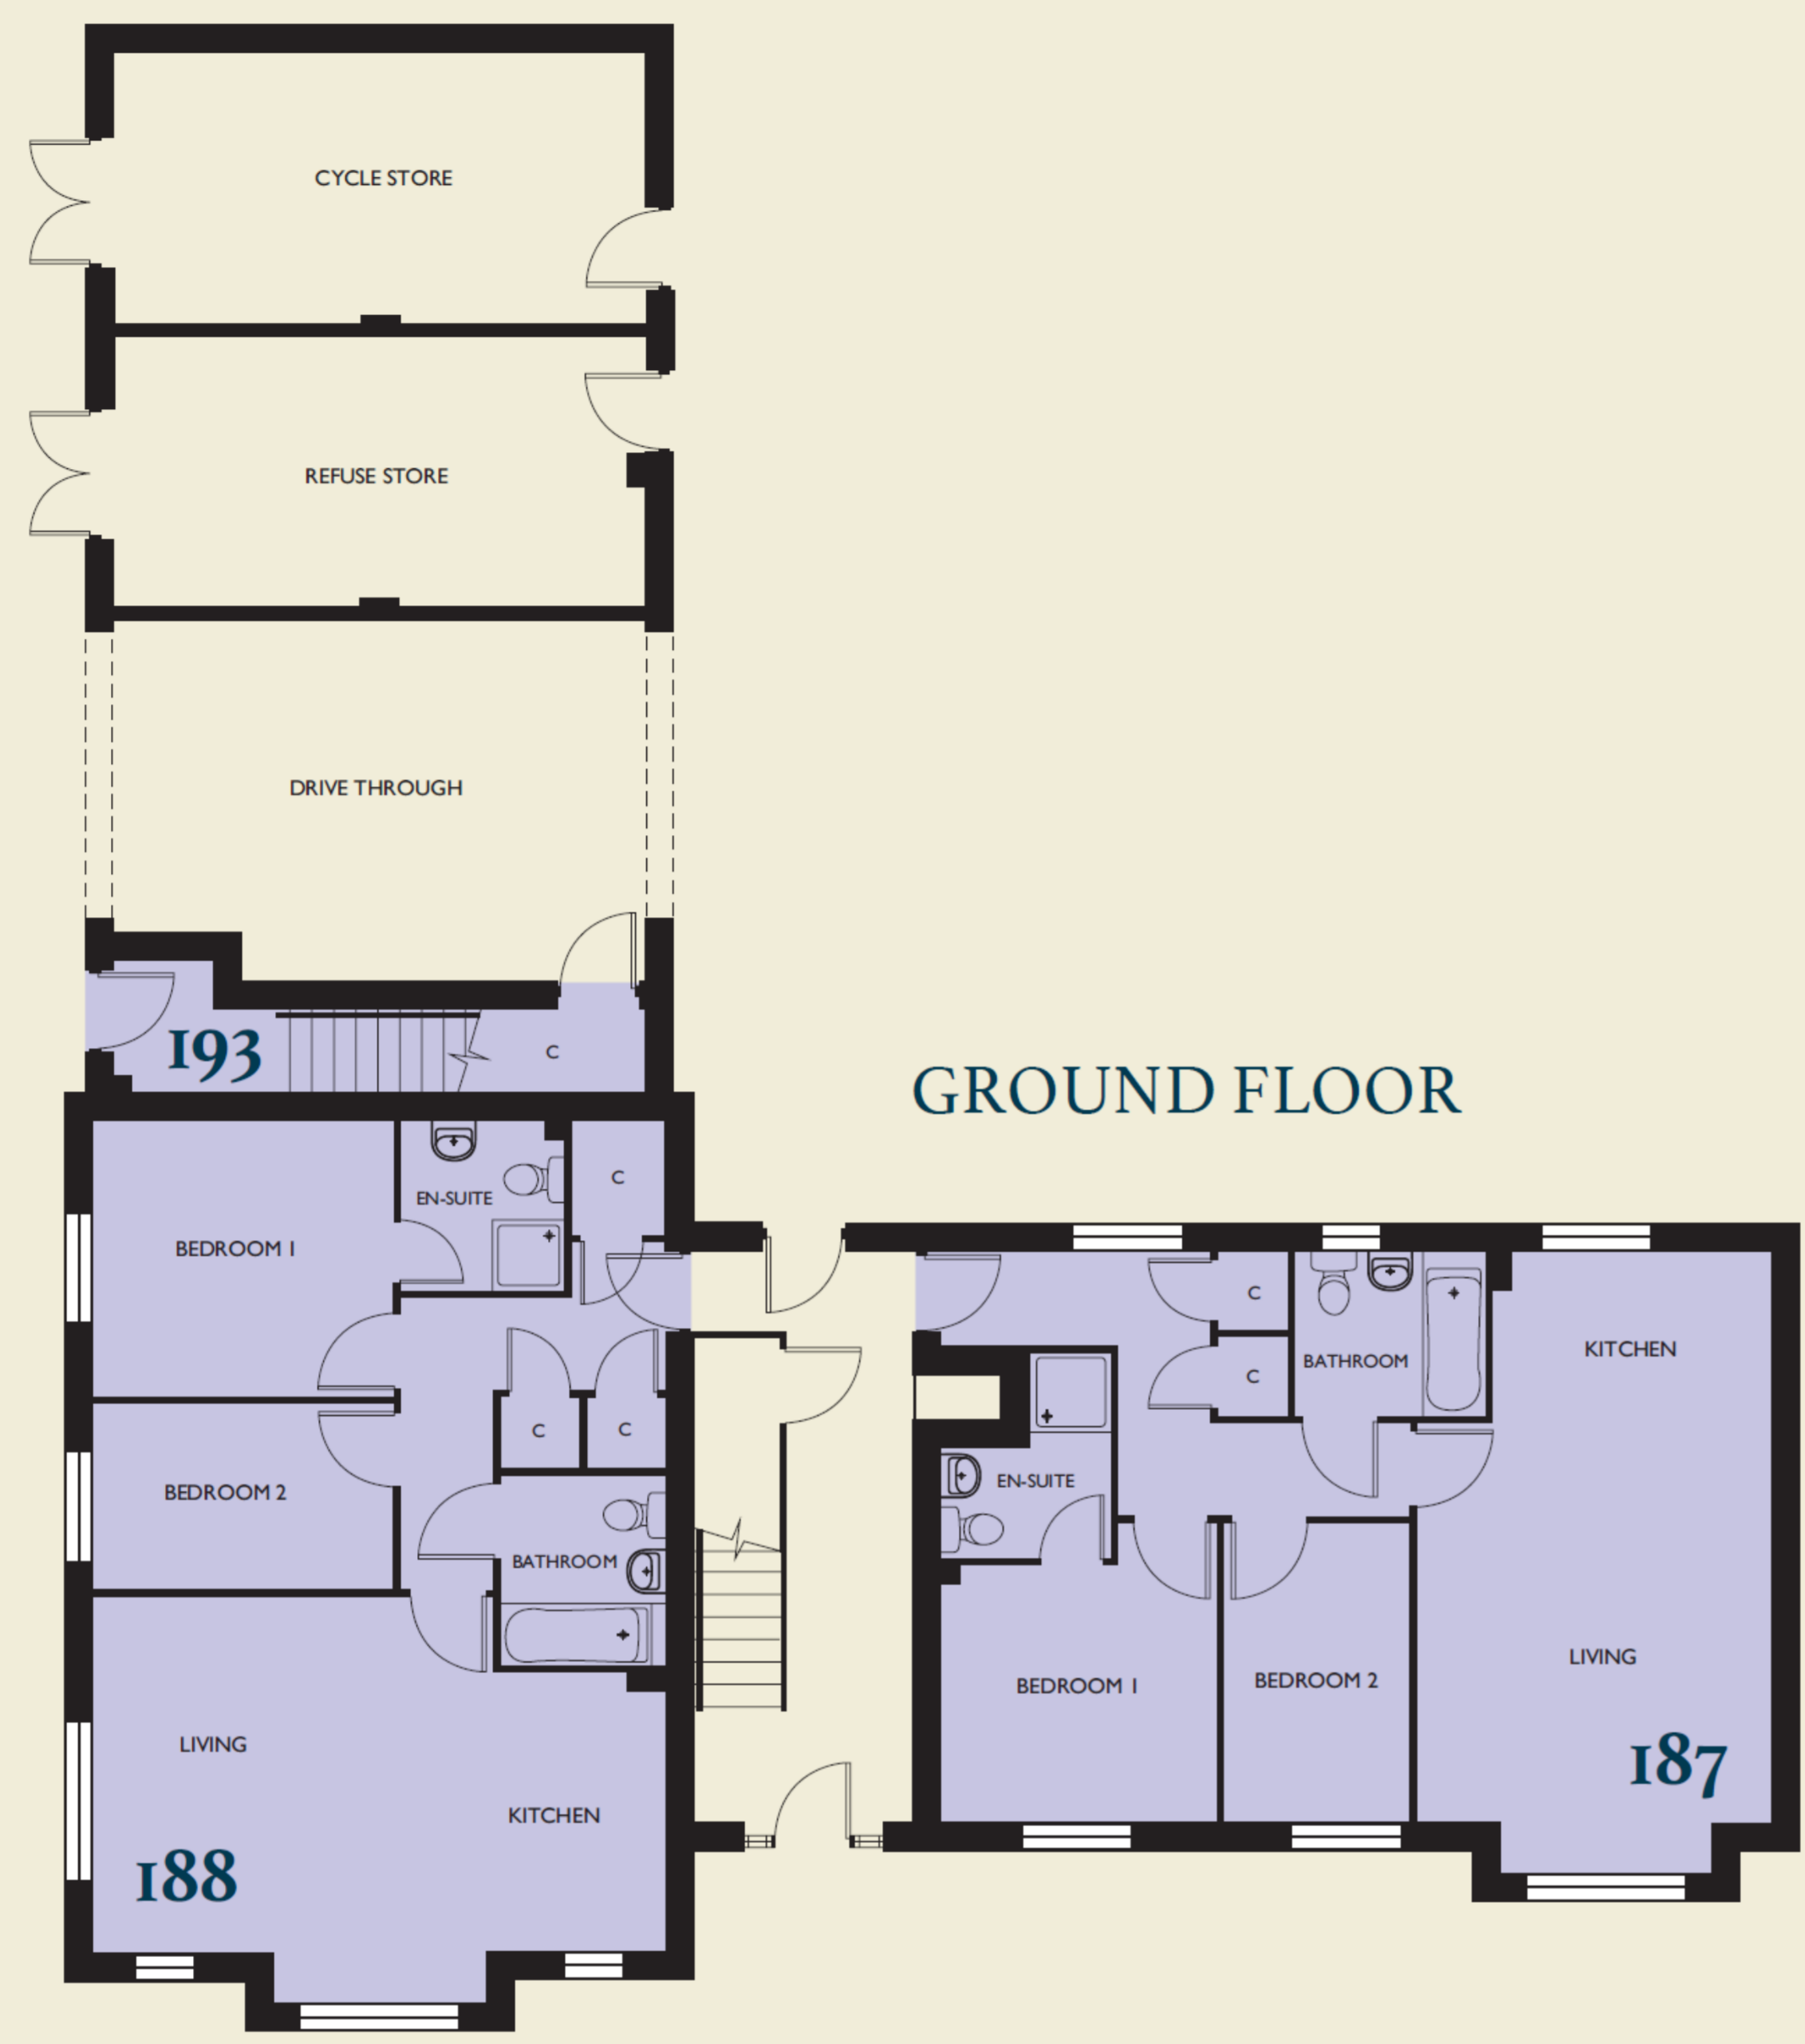 CYCLE STORE
REFUSE STORE
DRIVE THROUGH
193
C
GROUND FLOOR
EN-SUITE
C
BEDROOM 1
C
KITCHEN
BATHROOM
C
C
C
BEDROOM 2
EN-SUITE
BATHROOM
LIVING
BEDROOM 1
BEDROOM 2
LIVING
187
KITCHEN
188